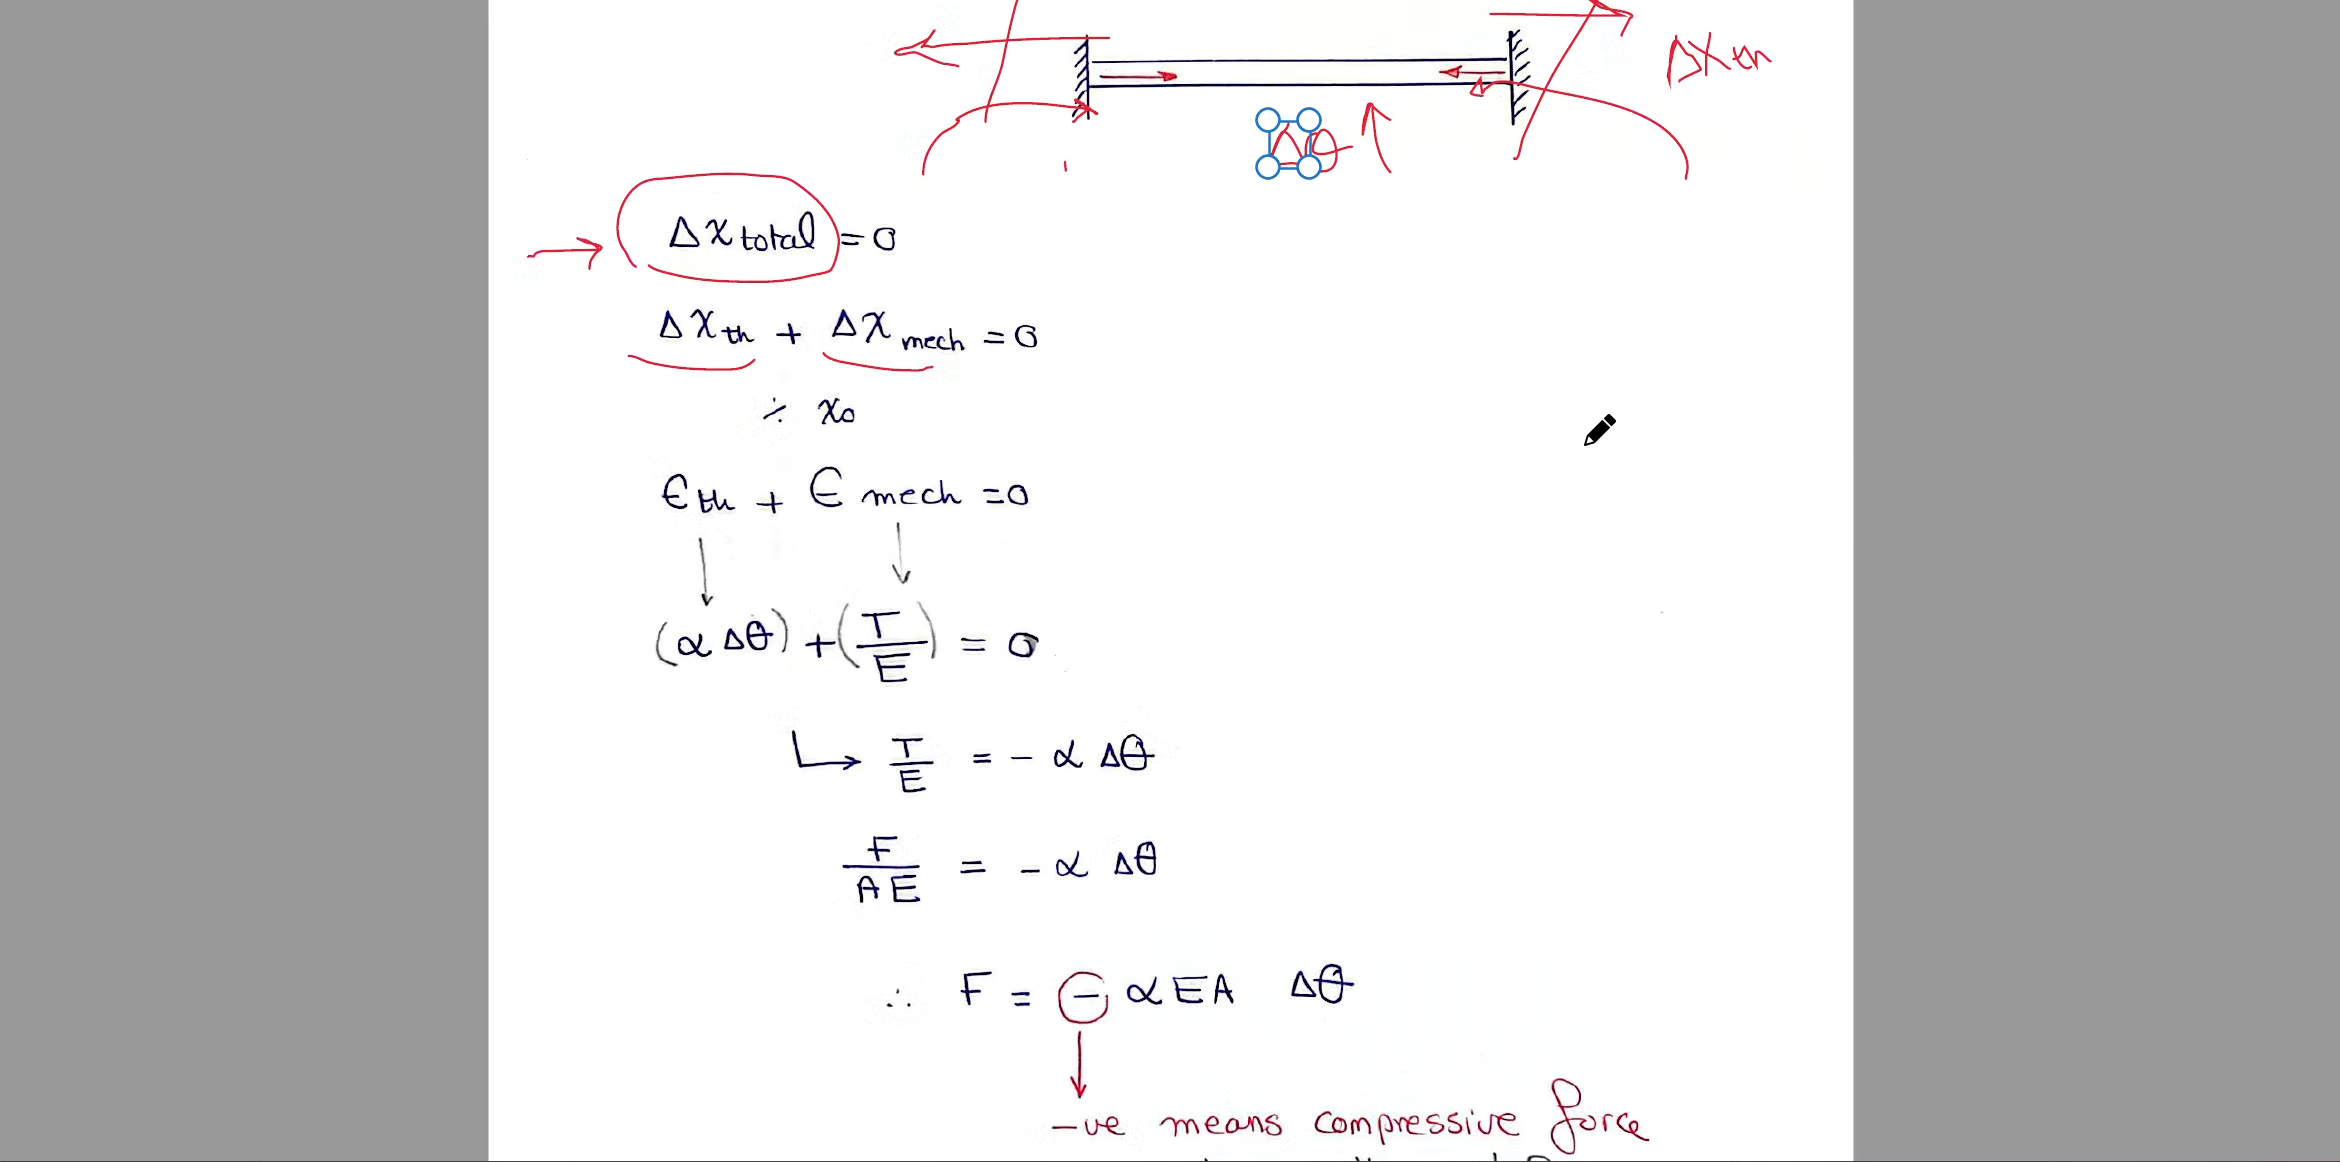 Δx th
Δθ ↑
→ Δx total = 0
Δx th + Δx mech = 0
÷ x₀
ϵ th + ϵ mech = 0
(α Δθ) + (T/E) = 0
↳ T/E = - α Δθ
F/AE = - α Δθ
∴ F = - α E A Δθ
-ve means compressive force